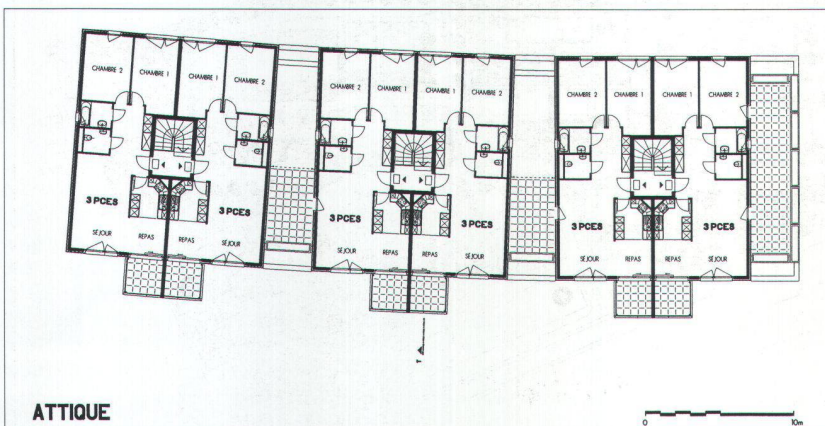 CHAMBRE 2 CHAMBRE 1 CHAMBRE 1 CHAMBRE 2
CHAMBRE 2 CHAMBRE 1 CHAMBRE 1 CHAMBRE 2
CHAMBRE 2 CHAMBRE 1 CHAMBRE 1 CHAMBRE 2
3 PCES 3 PCES
3 PCES 3 PCES
3 PCES 3 PCES
SÉJOUR REPAS REPAS SÉJOUR
SÉJOUR REPAS REPAS SÉJOUR
SÉJOUR REPAS REPAS SÉJOUR
ATTIQUE
0 10m